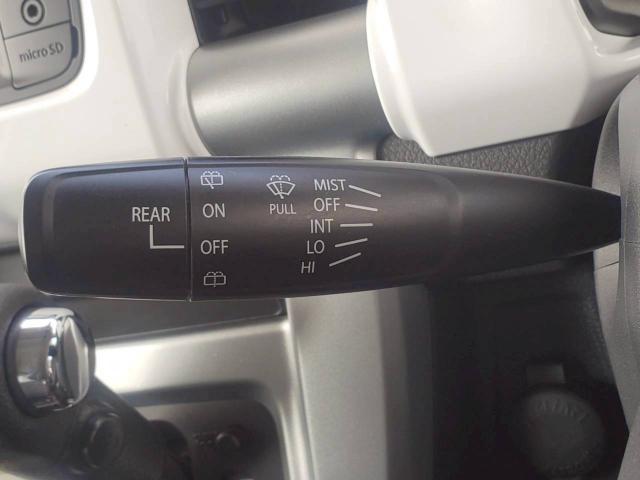 micro SD
REAR
ON
OFF
PULL
MIST
OFF
INT
LO
HI